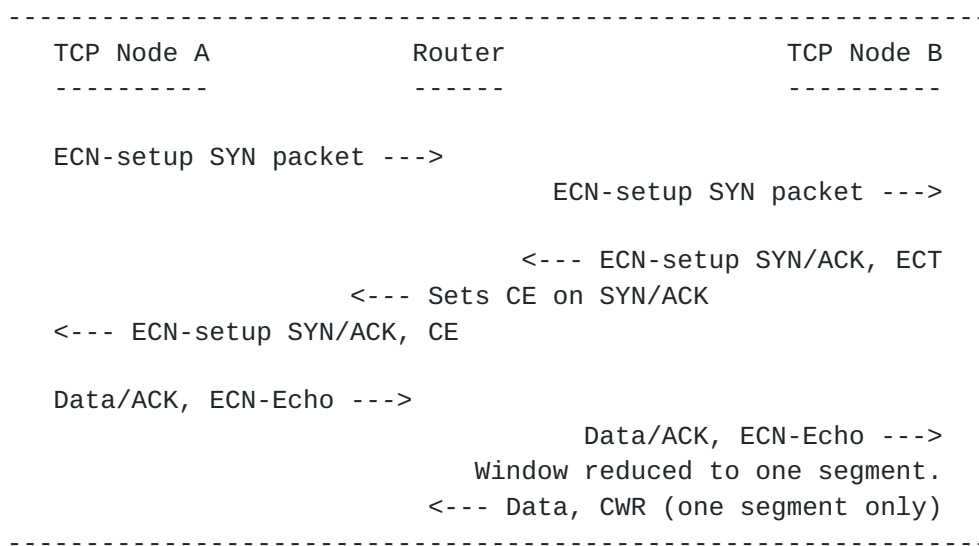 ---------------------------------------------------------------
TCP Node A             Router                  TCP Node B
----------             ------                  ----------
ECN-setup SYN packet --->
ECN-setup SYN packet --->
<--- ECN-setup SYN/ACK, ECT
<--- Sets CE on SYN/ACK
<--- ECN-setup SYN/ACK, CE
Data/ACK, ECN-Echo --->
Data/ACK, ECN-Echo --->
Window reduced to one segment.
<--- Data, CWR (one segment only)
---------------------------------------------------------------